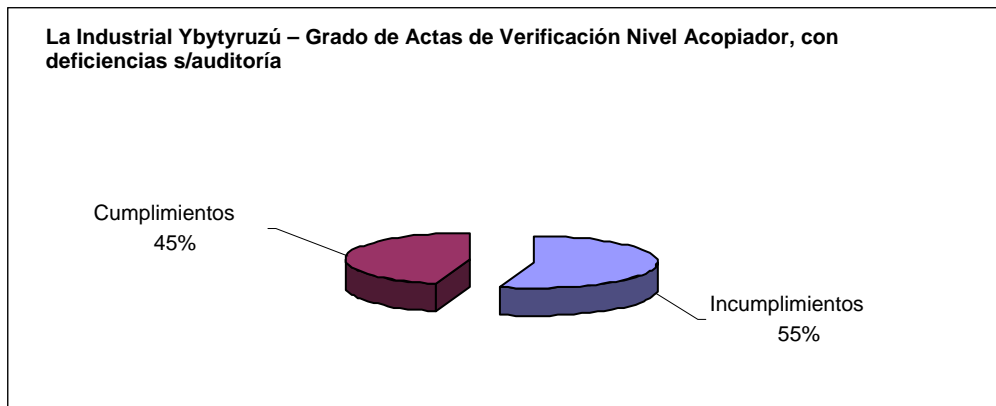 La Industrial Ybytyruzú – Grado de Actas de Verificación Nivel Acopiador, con
deficiencias s/auditoría
Cumplimientos
45%
Incumplimientos
55%